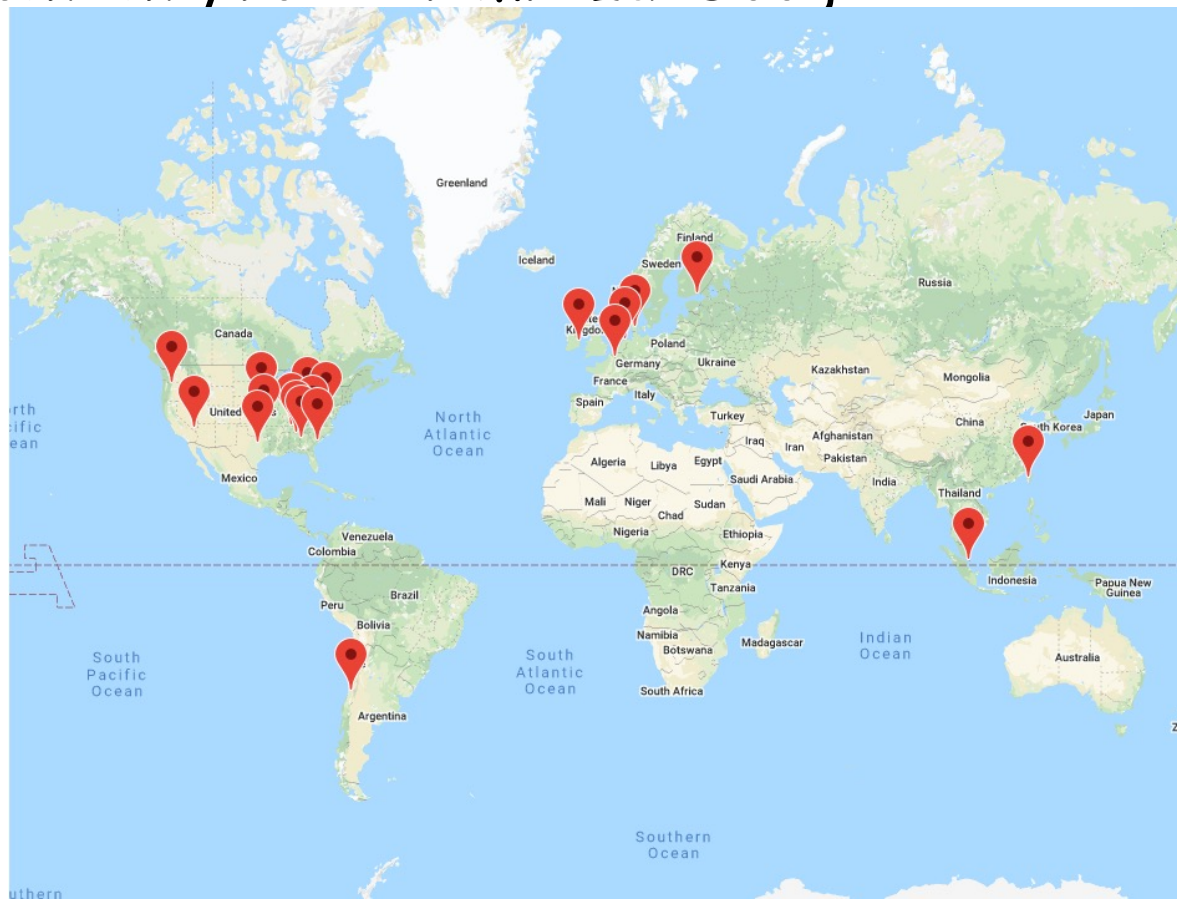 Greenland
Finland
Iceland
Sweden
Russia
Canada
Kingdom
Poland
Germany
Ukraine
Kazakhstan
Mongolia
France
Italy
Spain
United
North
Atlantic
Ocean
Turkey
China
Japan
South Korea
Iraq
Iran
Afghanistan
Pakistan
Algeria
Libya
Egypt
Saudi Arabia
India
Mexico
Thailand
Mali
Niger
Sudan
Chad
Nigeria
Ethiopia
Venezuela
Colombia
DRC
Kenya
Indonesia
Papua New
Guinea
Tanzania
Brazil
Peru
Angola
Bolivia
Namibia
Botswana
Madagascar
Indian
Ocean
South
Pacific
Ocean
South
Atlantic
Ocean
Australia
South Africa
Argentina
Southern
Ocean